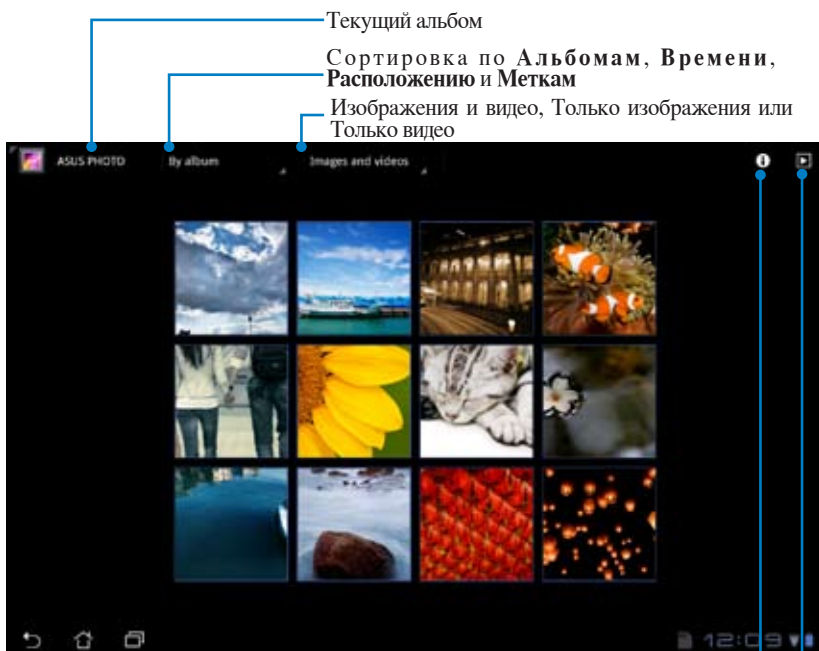 Текущий альбом
Сортировка по Альбомам, Времени,
Расположению и Меткам
Изображения и видео, Только изображения или
Только видео
ASUS PHOTO By album Images and videos
12:09